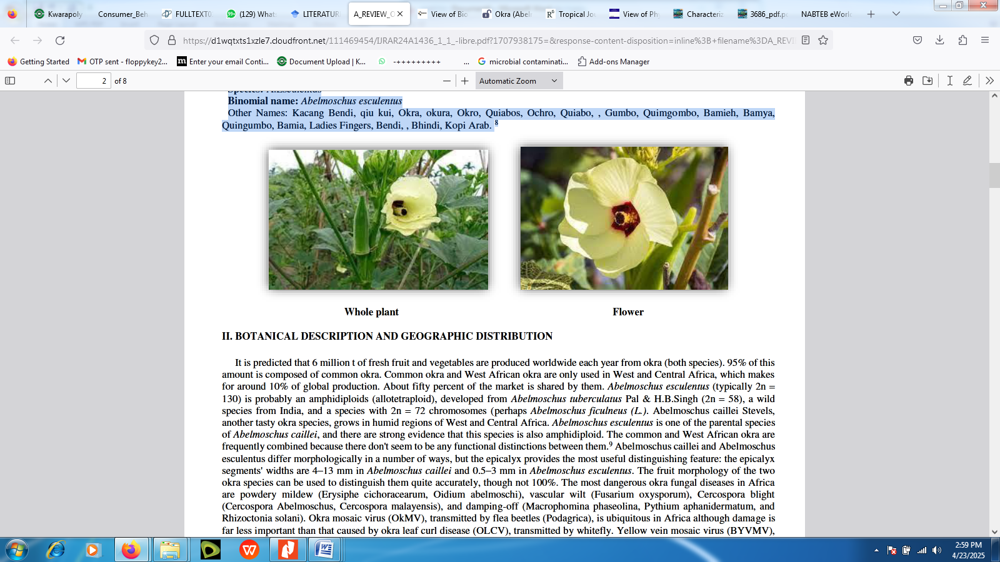 Kwarapoly
Consumer_Beh
FULLTEXT0
(129) What
LITERATUR
A_REVIEW_O
View of Bio
Okra (Abel
Tropical Jo
View of Ph
Characteriz
3686_pdf.p
NABTEB eWorl
https://d1wqtxts1xzle7.cloudfront.net/111469454/IJRAR24A1436_1_1_-libre.pdf?1707938175=&response-content-disposition=inline%3B+filename%3DA_REVI
Getting Started
OTP sent - floppykey2...
Enter your email Conti...
Document Upload | K...
-++++++++++ ...
microbial contaminati...
Add-ons Manager
2 of 8
Automatic Zoom
Species: A.Esculentus
Binomial name: Abelmoschus esculentus
Other Names: Kacang Bendi, qiu kui, Okra, okura, Okro, Quiabos, Ochro, Quiabo, , Gumbo, Quimgombo, Bamieh, Bamya,
Quingumbo, Bamia, Ladies Fingers, Bendi, , Bhindi, Kopi Arab. 8
Whole plant
Flower
II. BOTANICAL DESCRIPTION AND GEOGRAPHIC DISTRIBUTION
It is predicted that 6 million t of fresh fruit and vegetables are produced worldwide each year from okra (both species). 95% of this
amount is composed of common okra. Common okra and West African okra are only used in West and Central Africa, which makes
for around 10% of global production. About fifty percent of the market is shared by them. Abelmoschus esculentus (typically 2n =
130) is probably an amphidiploids (allotetraploid), developed from Abelmoschus tuberculatus Pal & H.B.Singh (2n = 58), a wild
species from India, and a species with 2n = 72 chromosomes (perhaps Abelmoschus ficulneus (L.). Abelmoschus caillei Stevels,
another tasty okra species, grows in humid regions of West and Central Africa. Abelmoschus esculentus is one of the parental species
of Abelmoschus caillei, and there are strong evidence that this species is also amphidiploid. The common and West African okra are
frequently combined because there don't seem to be any functional distinctions between them.9 Abelmoschus caillei and Abelmoschus
esculentus differ morphologically in a number of ways, but the epicalyx provides the most useful distinguishing feature: the epicalyx
segments' widths are 4–13 mm in Abelmoschus caillei and 0.5–3 mm in Abelmoschus esculentus. The fruit morphology of the two
okra species can be used to distinguish them quite accurately, though not 100%. The most dangerous okra fungal diseases in Africa
are powdery mildew (Erysiphe cichoracearum, Oidium abelmoschi), vascular wilt (Fusarium oxysporum), Cercospora blight
(Cercospora Abelmoschus, Cercospora malayensis), and damping-off (Macrophomina phaseolina, Pythium aphanidermatum, and
Rhizoctonia solani). Okra mosaic virus (OkMV), transmitted by flea beetles (Podagrica), is ubiquitous in Africa although damage is
far less important than that caused by okra leaf curl disease (OLCV), transmitted by whitefly. Yellow vein mosaic virus (BYVMV),
2:59 PM
4/23/2025